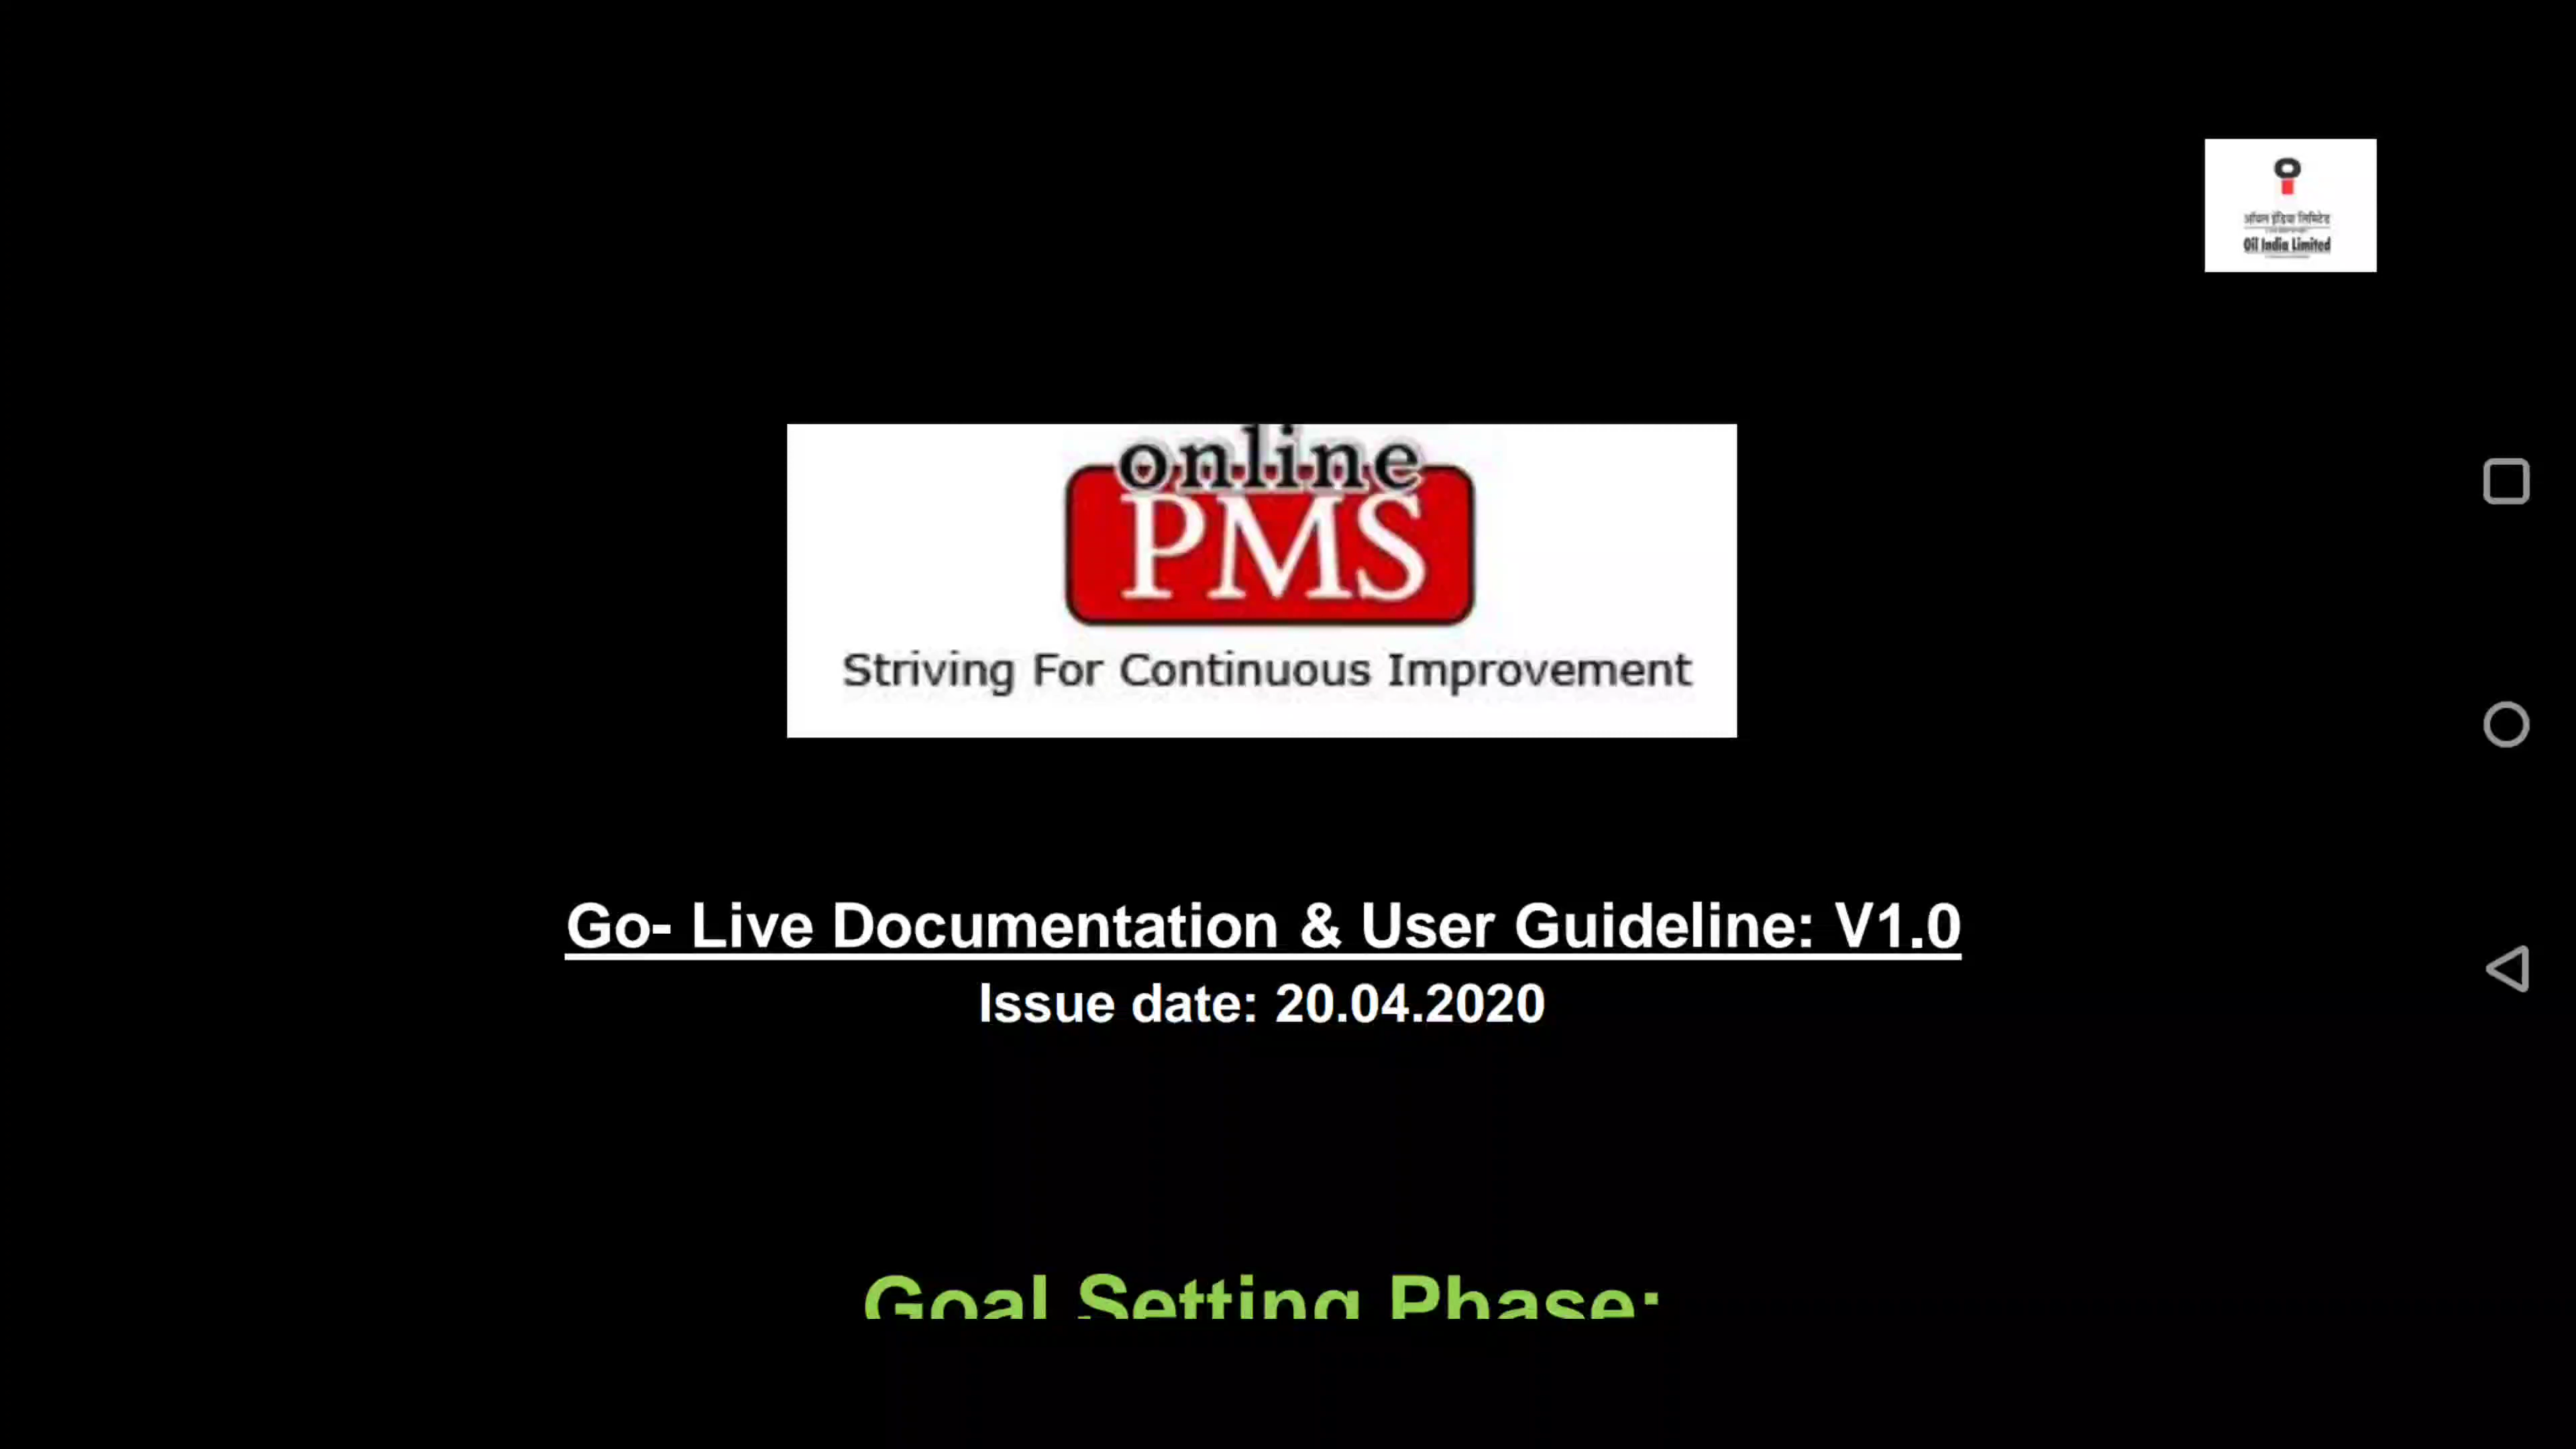 ऑयल इंडिया लिमिटेड
Oil India Limited
online
PMS
Striving For Continuous Improvement
Go- Live Documentation & User Guideline: V1.0
Issue date: 20.04.2020
Goal Setting Phase: